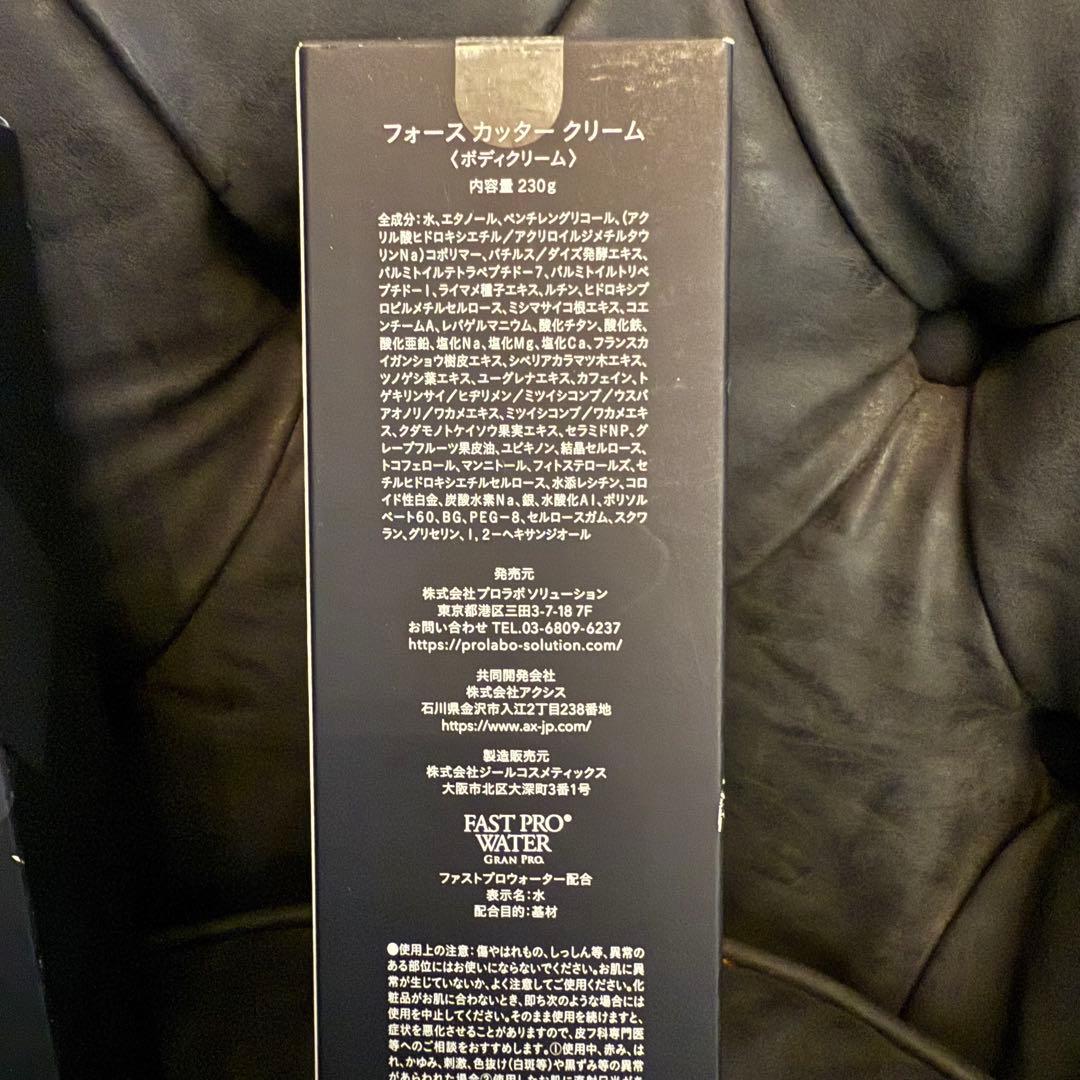 フォース カッター クリーム
〈ボディクリーム〉
内容量 230g
全成分：水、エタノール、ペンチレングリコール、（アク
リル酸ヒドロキシエチル／アクリロイルジメチルタウ
リンNa）コポリマー、バチルス／ダイズ発酵エキス、
パルミトイルテトラペプチドー7、パルミトイルトリペ
プチドー1、ライマメ種子エキス、ルチン、ヒドロキシプ
ロピルメチルセルロース、ミシマサイコ根エキス、コエ
ンチームA、レパゲルマニウム、酸化チタン、酸化鉄、
酸化亜鉛、塩化Na、塩化Mg、塩化Ca、フランスカ
イガンショウ樹皮エキス、シベリアカラマツ木エキス、
ツノゲシ葉エキス、ユーグレナエキス、カフェイン、ト
ゲキリンサイ／ヒヂリメン／ミツイシコンブ／ウスバ
アオノリ／ワカメエキス、ミツイシコンブ／ワカメエキ
ス、クダモノトケイソウ果実エキス、セラミドNP、グ
レープフルーツ果皮油、ユビキノン、結晶セルロース、
トコフェロール、マンニトール、フィトステロールズ、セ
チルヒドロキシエチルセルロース、水添レシチン、コロ
イド性白金、炭酸水素Na、銀、水酸化Al、ポリソル
ベート60、BG、PEGー8、セルロースガム、スクワ
ラン、グリセリン、1，2ーヘキサンジオール
発売元
株式会社プロラボソリューション
東京都港区三田3-7-18 7F
お問い合わせ TEL.03-6809-6237
https://prolabo-solution.com/
共同開発会社
株式会社アクシス
石川県金沢市入江2丁目238番地
https://www.ax-jp.com/
製造販売元
株式会社ジールコスメティックス
大阪市北区大深町3番1号
FAST PRO®
WATER
GRAN PRO.
ファストプロウォーター配合
表示名：水
配合目的：基材
●使用上の注意：傷やはれもの、しっしん等、異常の
ある部位にはお使いにならないでください。お肌に異
常が生じていないか、よく注意してご使用ください。化
粧品がお肌に合わないとき、即ち次のような場合には
使用を中止してください。そのまま使用を続けますと、
症状を悪化させることがありますので、皮フ科専門医
等へのご相談をおすすめします。①使用中、赤み、は
れ、かゆみ、刺激、色抜け（白斑等）や黒ずみ等の異常
があらわれた場合②使用したお肌に直射日光があ